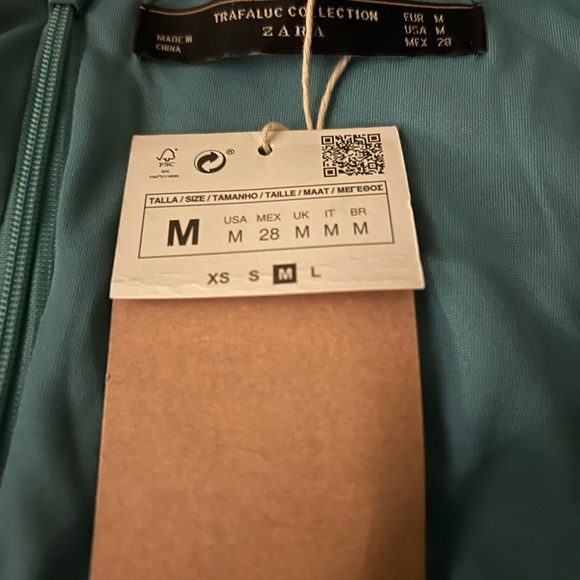 TRAFALUC COLLECTION
ZARA
MADE IN
CHINA
EUR M
USA M
MEX 28
FSC
TALLA / SIZE / TAMANHO / TAILLE / MAAT / ΜΕΓΕΘΟΣ
M
USA MEX UK IT BR
M 28 M M M
XS S M L